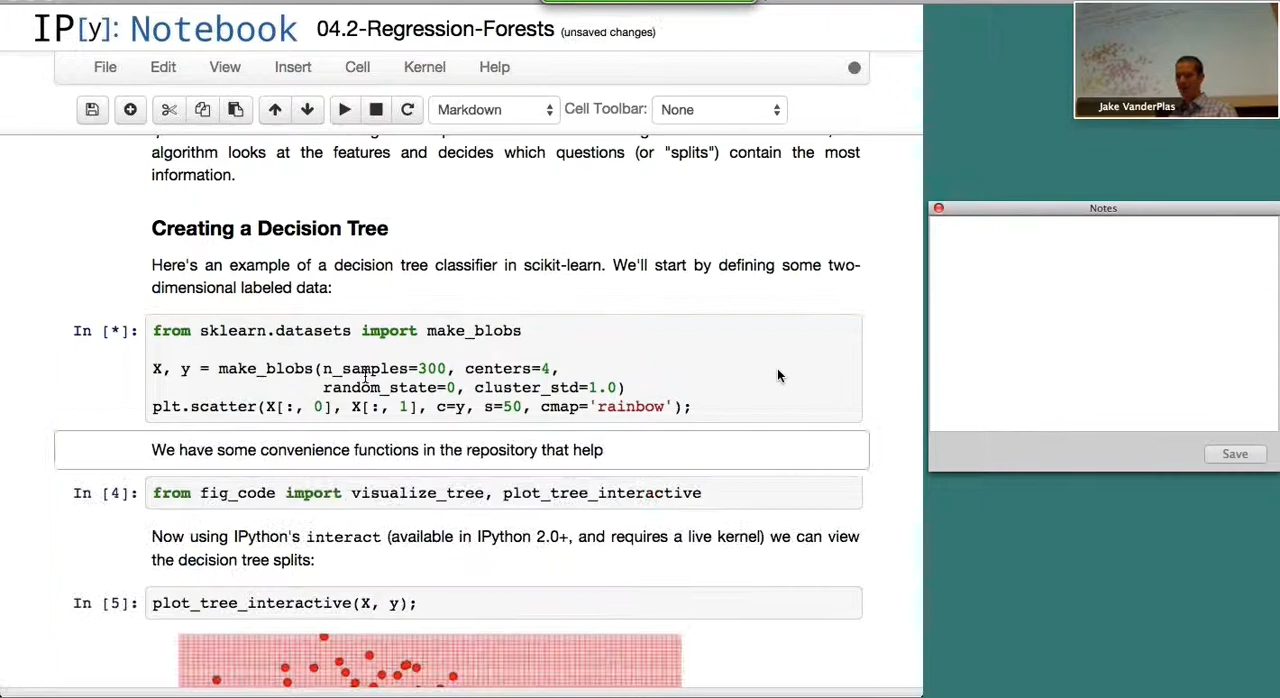 IP[y]: Notebook 04.2-Regression-Forests (unsaved changes)
File Edit View Insert Cell Kernel Help
Markdown Cell Toolbar: None
Jake VanderPlas
algorithm looks at the features and decides which questions (or "splits") contain the most
information.
Creating a Decision Tree
Here's an example of a decision tree classifier in scikit-learn. We'll start by defining some two-
dimensional labeled data:
In [*]: from sklearn.datasets import make_blobs
X, y = make_blobs(n_samples=300, centers=4,
random_state=0, cluster_std=1.0)
plt.scatter(X[:, 0], X[:, 1], c=y, s=50, cmap='rainbow');
We have some convenience functions in the repository that help
In [4]: from fig_code import visualize_tree, plot_tree_interactive
Now using IPython's interact (available in IPython 2.0+, and requires a live kernel) we can view
the decision tree splits:
In [5]: plot_tree_interactive(X, y);
Notes
Save